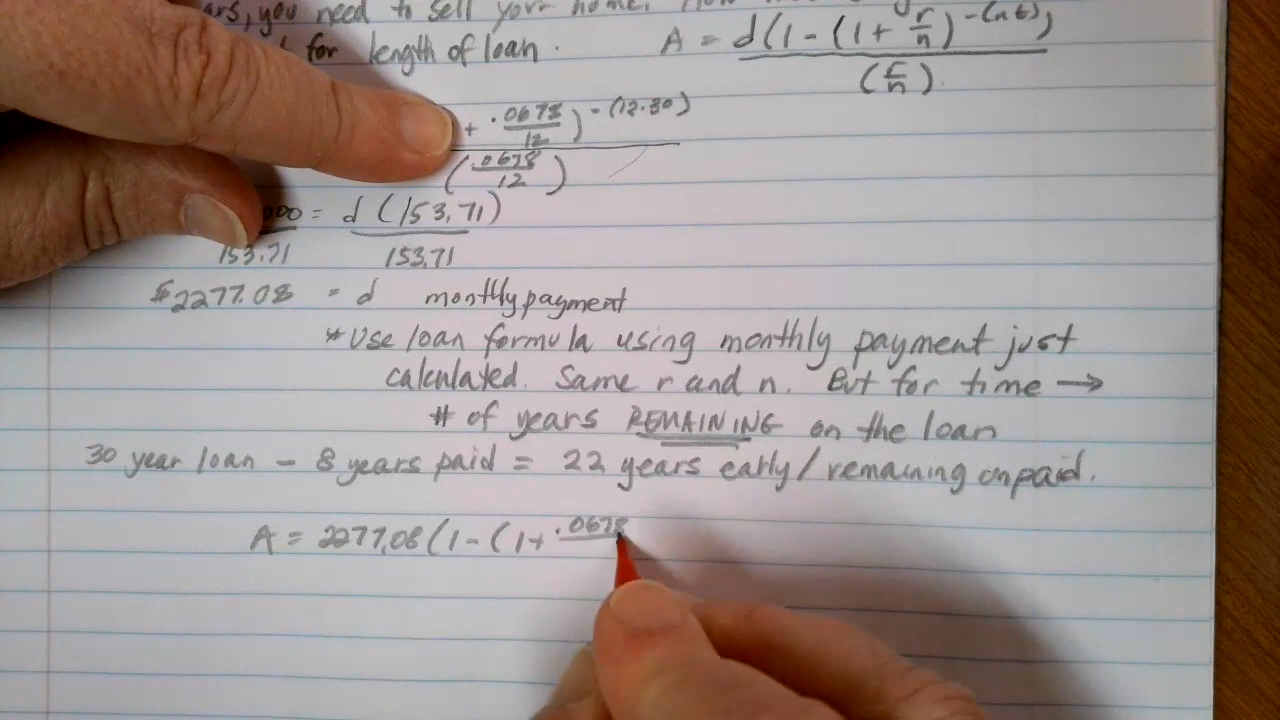 ars, you need to sell your home.
for length of loan. A = d(1 - (1 + r/n)^-(nt)) / (r/n).
+ .0678/12)^-(12.30) / (.0678/12)
000/153.71 = d(153.71)/153.71
$2277.08 = d monthly payment
*Use loan formula using monthly payment just
calculated. Same r and n. But for time →
# of years REMAINING on the loan
30 year loan - 8 years paid = 22 years early/remaining unpaid.
A = 2277.08(1-(1+.0678